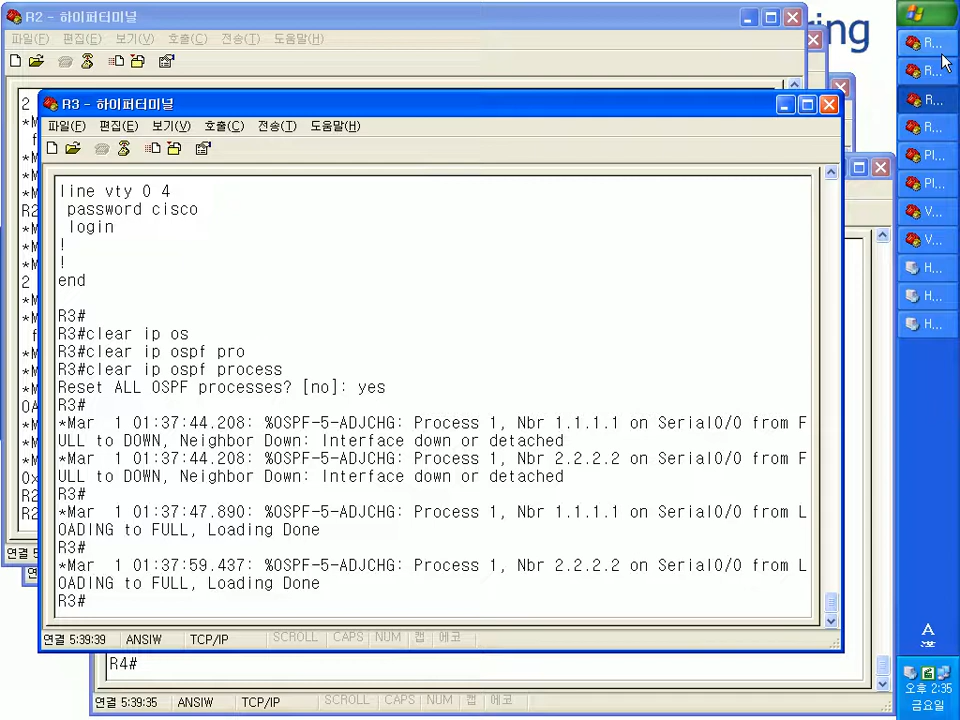 R2 - 하이퍼터미널
ring
파일(F) 편집(E) 보기(V) 호출(C) 전송(T) 도움말(H)
R3 - 하이퍼터미널
파일(F) 편집(E) 보기(V) 호출(C) 전송(T) 도움말(H)
line vty 0 4
 password cisco
 login
!
!
end
R3#
R3#clear ip os
R3#clear ip ospf pro
R3#clear ip ospf process
Reset ALL OSPF processes? [no]: yes
R3#
*Mar  1 01:37:44.208: %OSPF-5-ADJCHG: Process 1, Nbr 1.1.1.1 on Serial0/0 from F
ULL to DOWN, Neighbor Down: Interface down or detached
*Mar  1 01:37:44.208: %OSPF-5-ADJCHG: Process 1, Nbr 2.2.2.2 on Serial0/0 from F
ULL to DOWN, Neighbor Down: Interface down or detached
R3#
*Mar  1 01:37:47.890: %OSPF-5-ADJCHG: Process 1, Nbr 1.1.1.1 on Serial0/0 from L
OADING to FULL, Loading Done
R3#
*Mar  1 01:37:59.437: %OSPF-5-ADJCHG: Process 1, Nbr 2.2.2.2 on Serial0/0 from L
OADING to FULL, Loading Done
R3#
연결 5:39:39 ANSIW TCP/IP SCROLL CAPS NUM 캡 에코
R4#
연결 5:39:35 ANSIW TCP/IP SCROLL CAPS NUM 캡 에코
R...
R...
R...
R...
PI...
PI...
V...
V...
H...
H...
H...
A
漢
오후 2:35
금요일